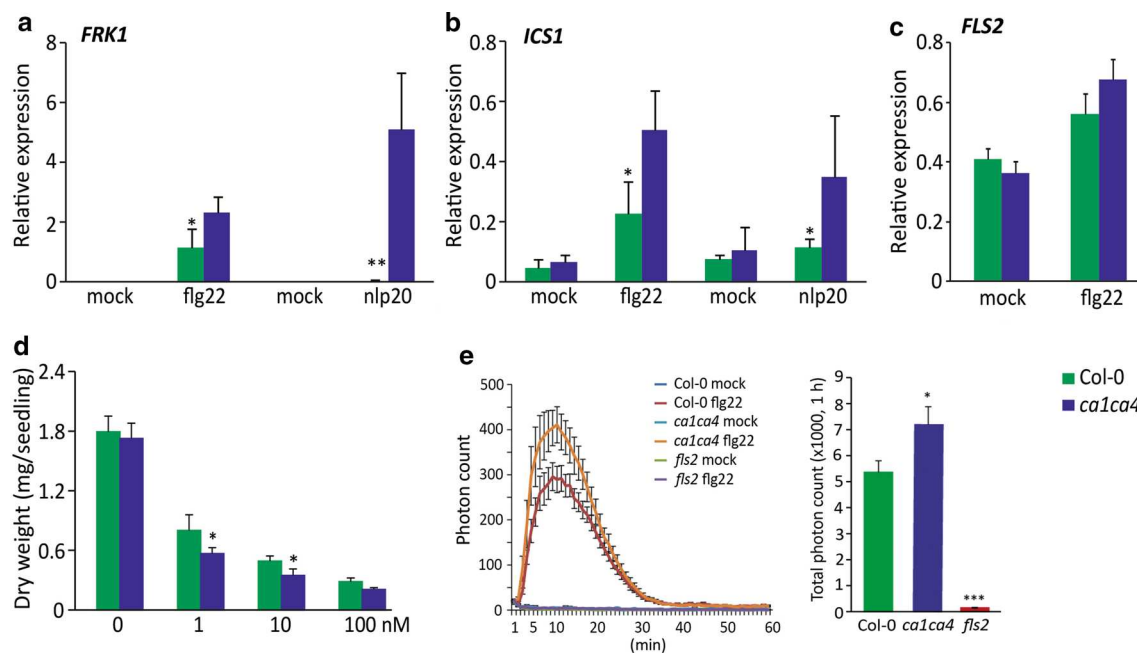 a
FRK1
Relative expression
8
6
4
2
0
mock flg22 mock nlp20
*
**
b
ICS1
Relative expression
0.8
0.6
0.4
0.2
0
mock flg22 mock nlp20
*
*
c
FLS2
Relative expression
0.8
0.6
0.4
0.2
0
mock flg22
d
Dry weight (mg/seedling)
2.4
1.8
1.2
0.6
0
0 1 10 100 nM
*
*
e
Photon count
500
400
300
200
100
0
1 5 10 20 30 40 50 60
(min)
Col-0 mock
Col-0 flg22
ca1ca4 mock
ca1ca4 flg22
fls2 mock
fls2 flg22
Total photon count (x1000, 1 h)
9
8
7
6
5
4
3
2
1
0
Col-0 ca1ca4 fls2
*
***
Col-0
ca1ca4